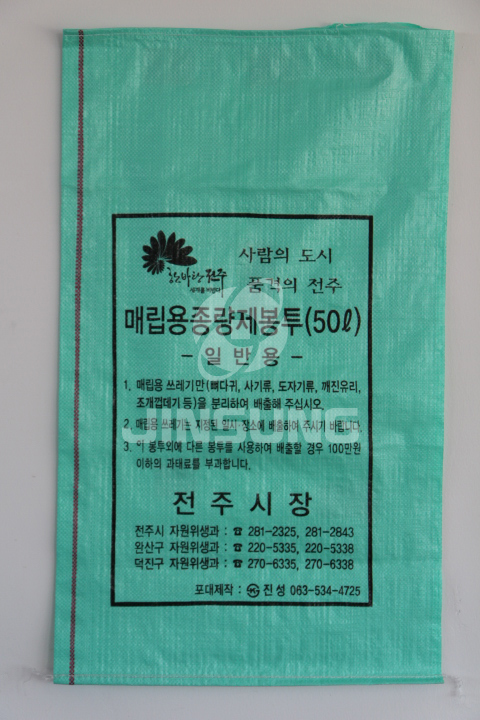 한바탕 전주
세계를 비빈다
사람의 도시
품격의 전주
매립용종량제봉투(50ℓ)
- 일반용 -
1. 매립용 쓰레기만(뼈다귀, 사기류, 도자기류, 깨진유리,
조개껍데기 등)을 분리하여 배출해 주십시오.
2. 매립용 쓰레기는 지정된 일시·장소에 배출하여 주시기 바랍니다.
3. 이 봉투외에 다른 봉투를 사용하여 배출할 경우 100만원
이하의 과태료를 부과합니다.
전주시장
전주시 자원위생과 : ☎ 281-2325, 281-2843
완산구 자원위생과 : ☎ 220-5335, 220-5338
덕진구 자원위생과 : ☎ 270-6335, 270-6338
포대제작 : 진성 063-534-4725